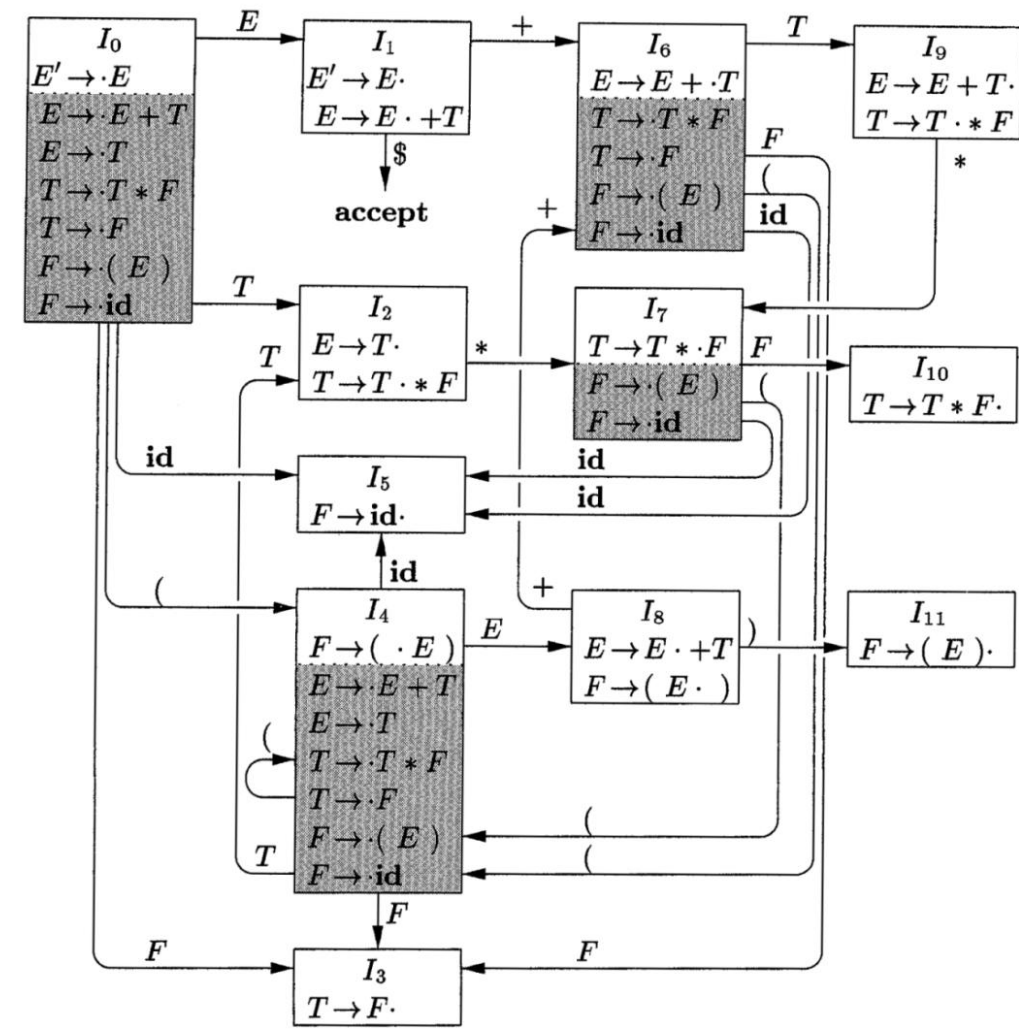 I₀
E' → ·E
E → ·E + T
E → ·T
T → ·T * F
T → ·F
F → ·( E )
F → ·id
E
I₁
E' → E·
E → E· + T
$
accept
+
I₆
E → E + ·T
T → ·T * F
T → ·F
F → ·( E )
F → ·id
T
I₉
E → E + T·
T → T· * F
F
(
id
*
+
T
I₂
E → T·
T → T· * F
T
*
I₇
T → T * ·F
F → ·( E )
F → ·id
F
(
I₁₀
T → T * F·
id
id
id
I₅
F → id·
id
(
I₄
F → ( ·E )
E → ·E + T
E → ·T
T → ·T * F
T → ·F
F → ·( E )
F → ·id
E
+
I₈
E → E· + T
F → ( E· )
)
I₁₁
F → ( E )·
(
(
(
T
F
F
F
I₃
T → F·